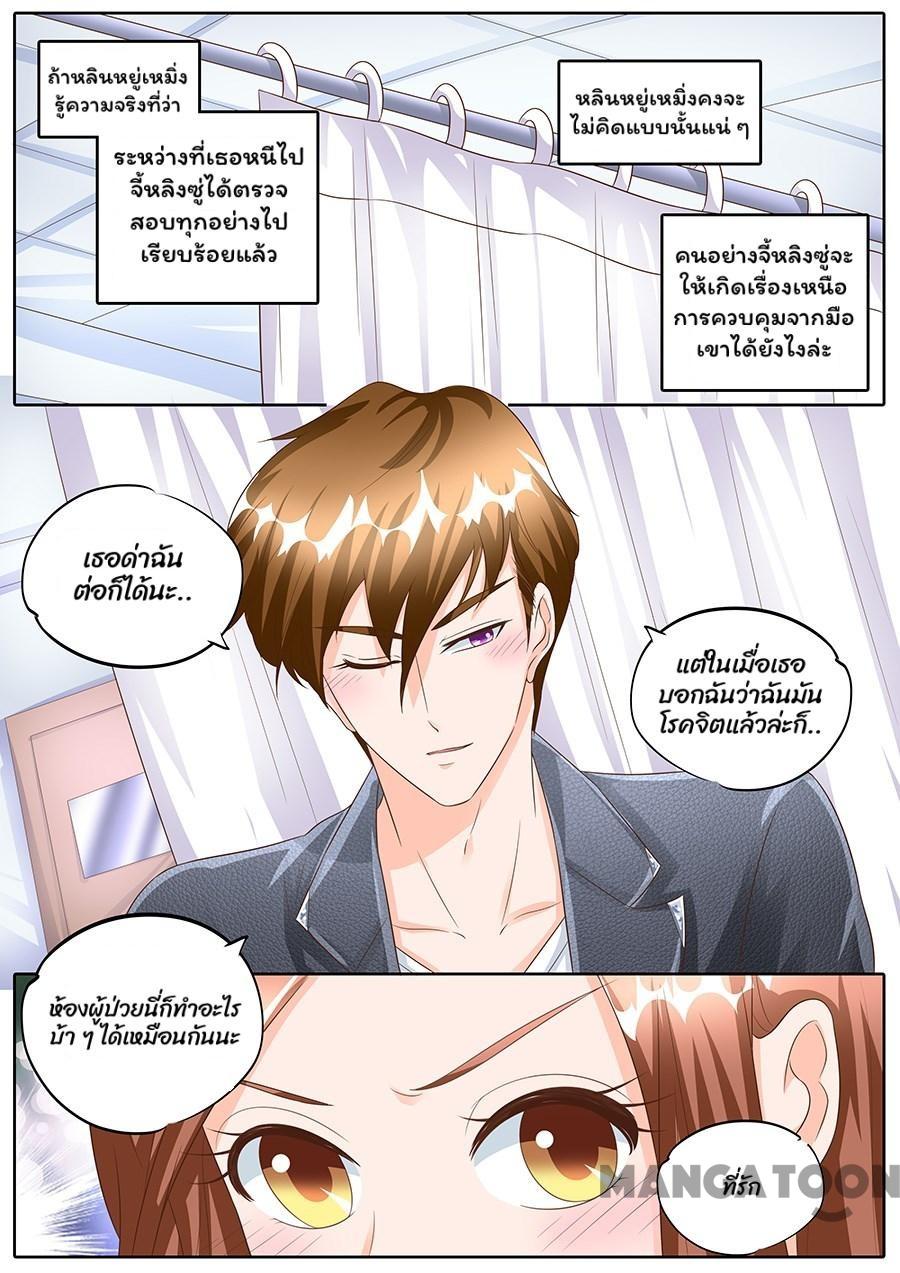 ถ้าหลินหยู่เหมิ่ง
รู้ความจริงที่ว่า
ระหว่างที่เธอหนีไป
จี้หลิงซู่ได้ตรวจ
สอบทุกอย่างไป
เรียบร้อยแล้ว
หลินหยู่เหมิ่งคงจะ
ไม่คิดแบบนั้นแน่ ๆ
คนอย่างจี้หลิงซู่จะ
ให้เกิดเรื่องเหนือ
การควบคุมจากมือ
เขาได้ยังไงล่ะ
เธอด่าฉัน
ต่อก็ได้นะ..
แต่ในเมื่อเธอ
บอกฉันว่าฉันมัน
โรคจิตแล้วล่ะก็..
ห้องผู้ป่วยนี่ก็ทำอะไร
บ้า ๆ ได้เหมือนกันนะ
ที่รัก
MANGATOON